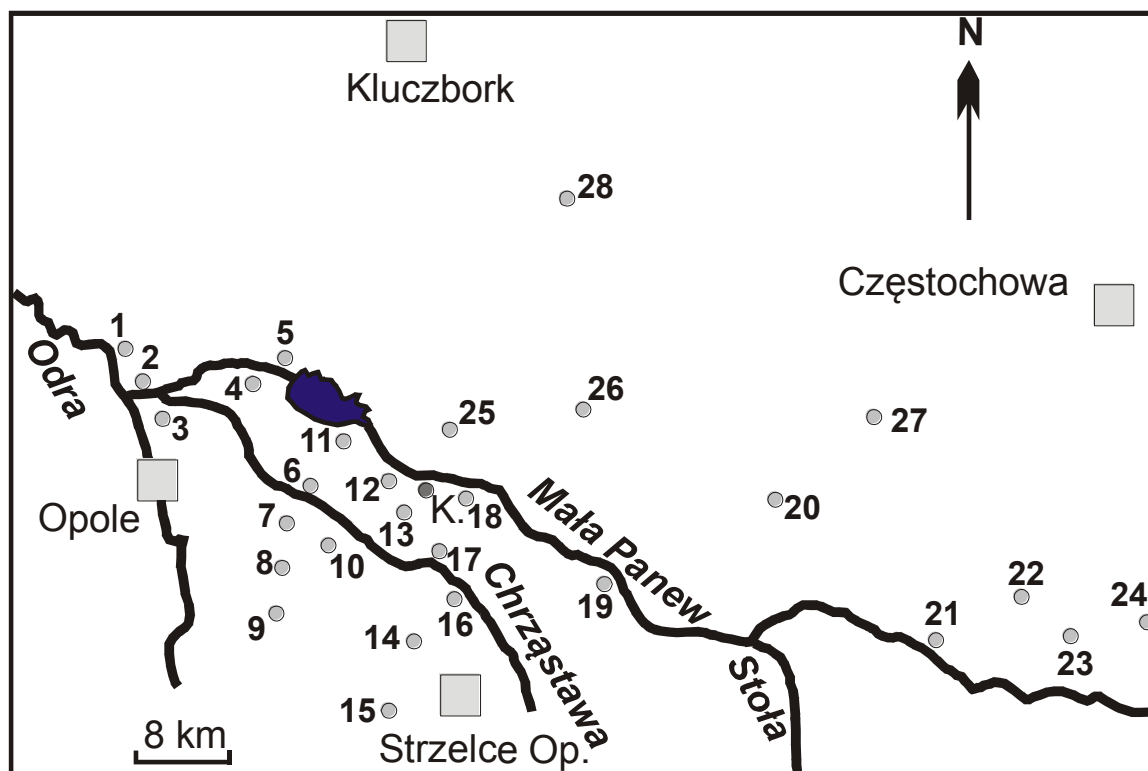 N
Kluczbork
28
Częstochowa
1
5
2
Odra
4
26
3
25
27
11
6
12
Opole
K.
18
Mała Panew
20
7
13
10
17
8
Chrząstawa
19
22
9
16
24
14
21
23
Stoła
15
8 km
Strzelce Op.